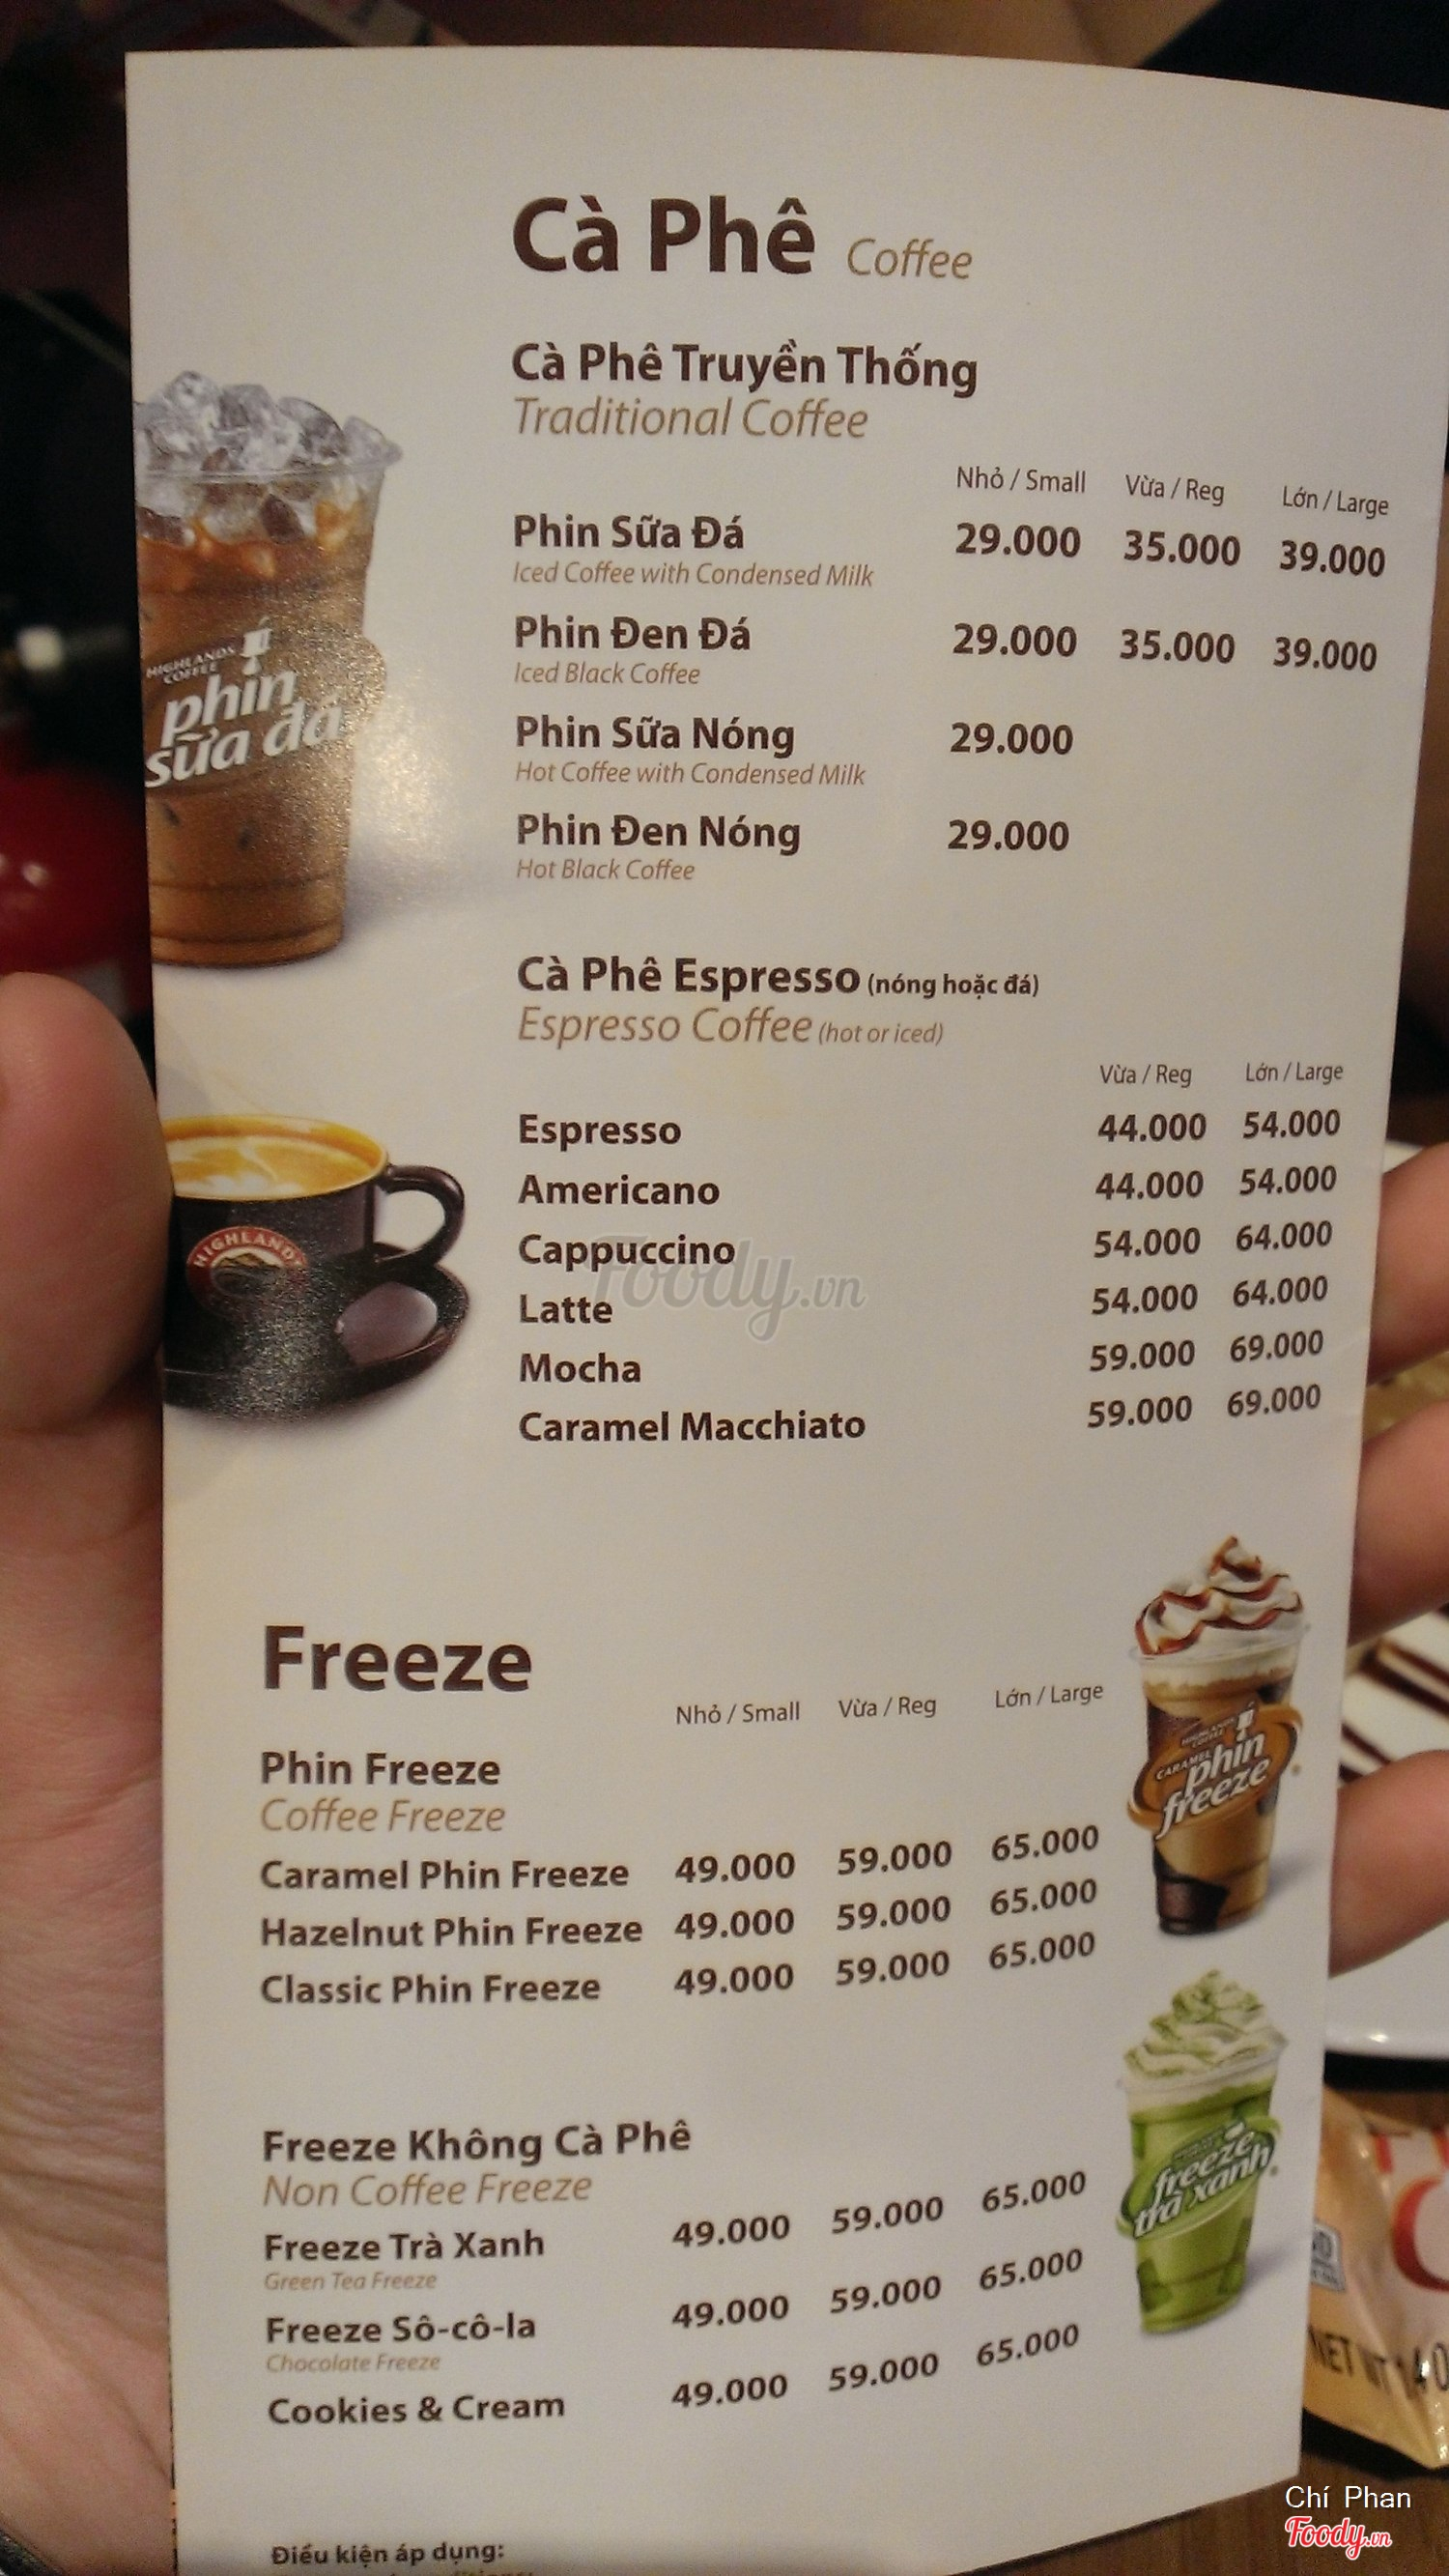 Cà Phê Coffee
Cà Phê Truyền Thống
Traditional Coffee
Nhỏ / Small Vừa / Reg Lớn / Large
Phin Sữa Đá 29.000 35.000 39.000
Iced Coffee with Condensed Milk
Phin Đen Đá 29.000 35.000 39.000
Iced Black Coffee
Phin Sữa Nóng 29.000
Hot Coffee with Condensed Milk
Phin Đen Nóng 29.000
Hot Black Coffee
HIGHLANDS
COFFEE
phin
sữa đá
Cà Phê Espresso (nóng hoặc đá)
Espresso Coffee (hot or iced)
Vừa / Reg Lớn / Large
Espresso 44.000 54.000
Americano 44.000 54.000
Cappuccino 54.000 64.000
Latte 54.000 64.000
Mocha 59.000 69.000
Caramel Macchiato 59.000 69.000
HIGHLANDS
Foody.vn
Freeze
Nhỏ / Small Vừa / Reg Lớn / Large
Phin Freeze
Coffee Freeze
Caramel Phin Freeze 49.000 59.000 65.000
Hazelnut Phin Freeze 49.000 59.000 65.000
Classic Phin Freeze 49.000 59.000 65.000
HIGHLANDS
COFFEE
CARAMEL
phin
freeze
Freeze Không Cà Phê
Non Coffee Freeze
Freeze Trà Xanh 49.000 59.000 65.000
Green Tea Freeze
Freeze Sô-cô-la 49.000 59.000 65.000
Chocolate Freeze
Cookies & Cream 49.000 59.000 65.000
freeze
trà xanh
Điều kiện áp dụng:
NET WT
Chí Phan
Foody.vn